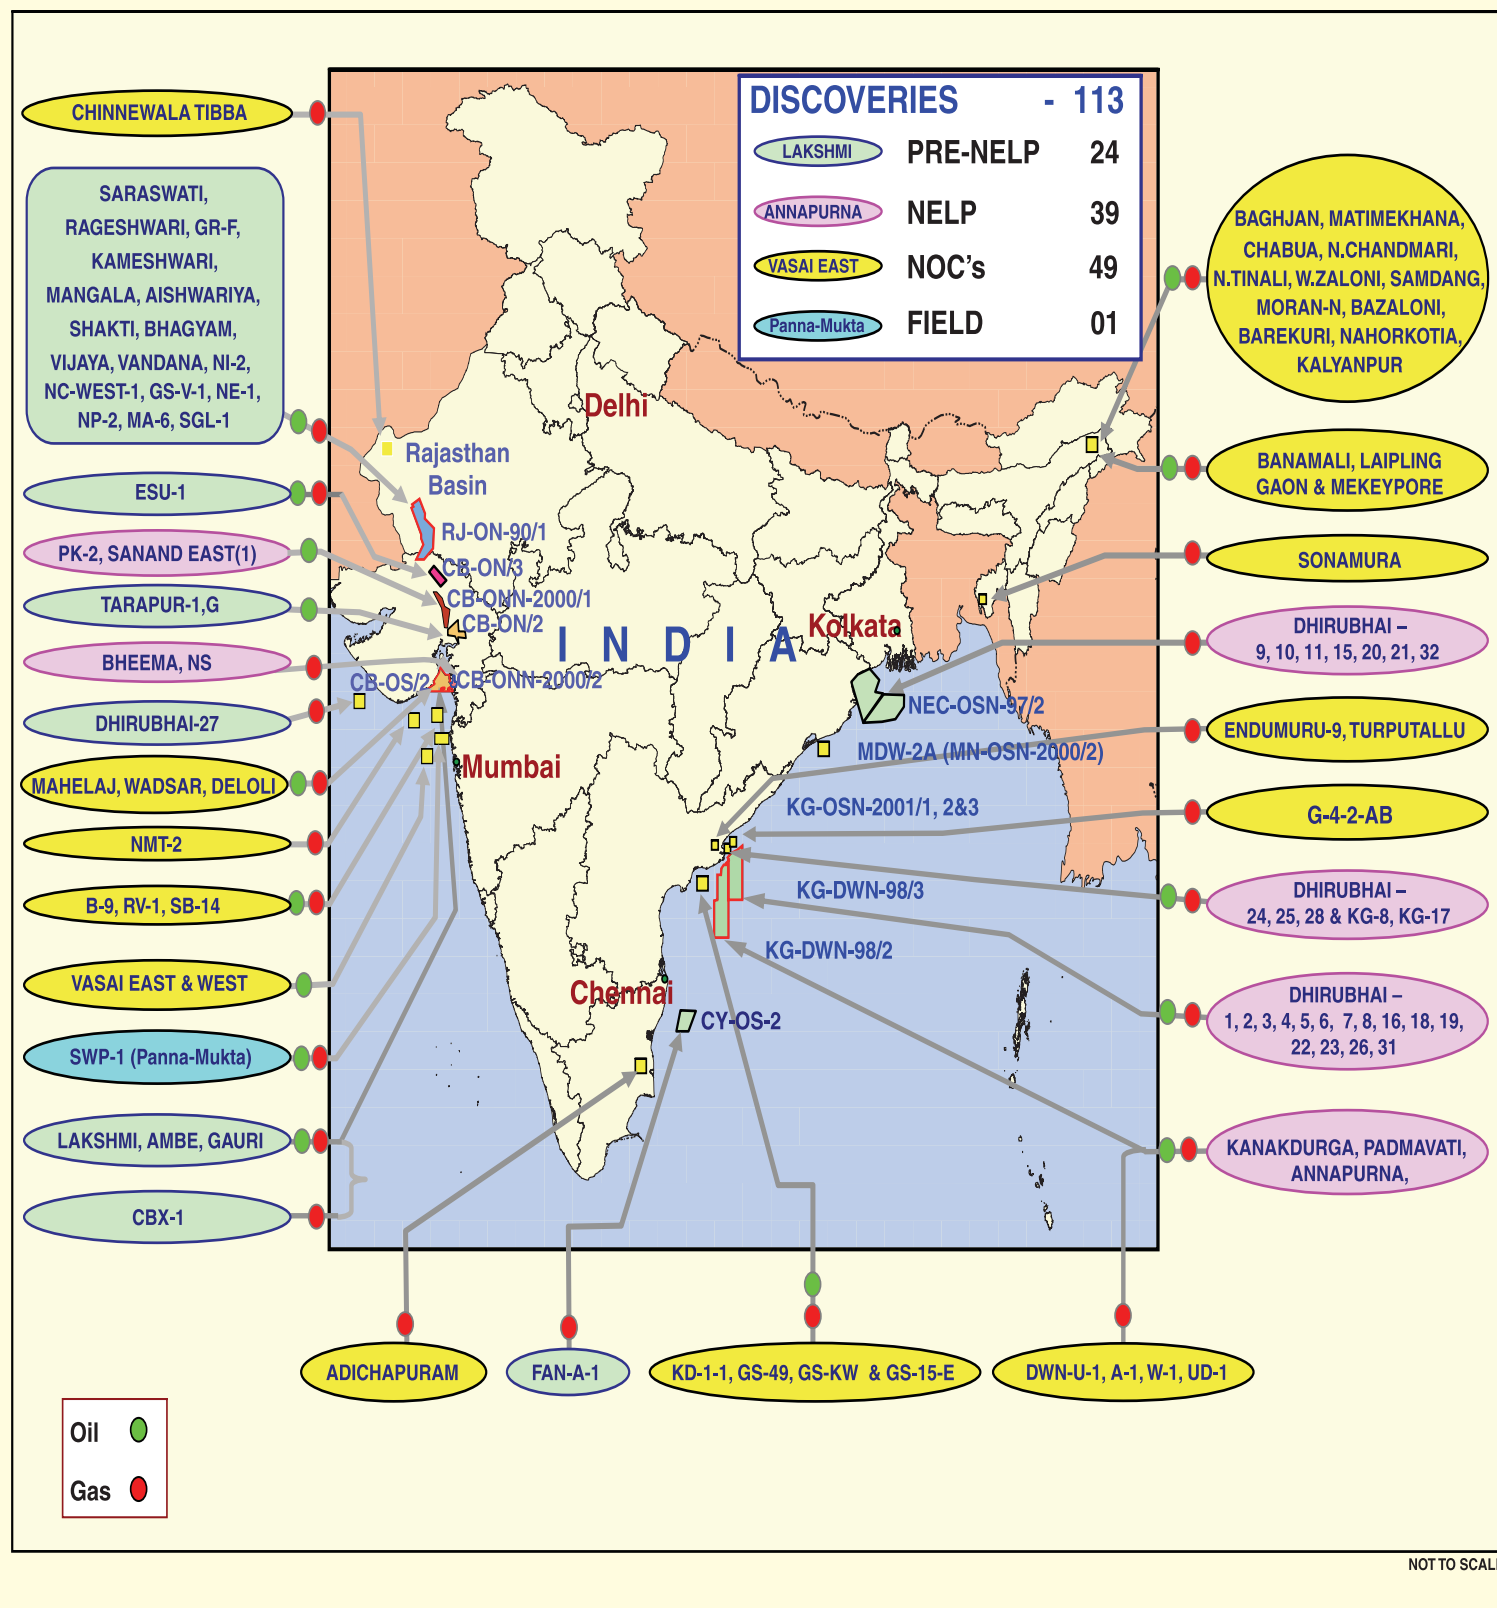 DISCOVERIES - 113
LAKSHMI PRE-NELP 24
ANNAPURNA NELP 39
VASAI EAST NOC's 49
Panna-Mukta FIELD 01
CHINNEWALA TIBBA
SARASWATI,
RAGESHWARI, GR-F,
KAMESHWARI,
MANGALA, AISHWARIYA,
SHAKTI, BHAGYAM,
VIJAYA, VANDANA, NI-2,
NC-WEST-1, GS-V-1, NE-1,
NP-2, MA-6, SGL-1
ESU-1
PK-2, SANAND EAST(1)
TARAPUR-1,G
BHEEMA, NS
DHIRUBHAI-27
MAHELAJ, WADSAR, DELOLI
NMT-2
B-9, RV-1, SB-14
VASAI EAST & WEST
SWP-1 (Panna-Mukta)
LAKSHMI, AMBE, GAURI
CBX-1
Delhi
Rajasthan
Basin
RJ-ON-90/1
CB-ON/3
CB-ONN-2000/1
CB-ON/2
INDIA
Kolkata
CB-OS/2
CB-ONN-2000/2
NEC-OSN-97/2
MDW-2A (MN-OSN-2000/2)
Mumbai
KG-OSN-2001/1, 2&3
KG-DWN-98/3
KG-DWN-98/2
Chennai
CY-OS-2
BAGHJAN, MATIMEKHANA,
CHABUA, N.CHANDMARI,
N.TINALI, W.ZALONI, SAMDANG,
MORAN-N, BAZALONI,
BAREKURI, NAHORKOTIA,
KALYANPUR
BANAMALI, LAIPLING
GAON & MEKEYPORE
SONAMURA
DHIRUBHAI –
9, 10, 11, 15, 20, 21, 32
ENDUMURU-9, TURPUTALLU
G-4-2-AB
DHIRUBHAI –
24, 25, 28 & KG-8, KG-17
DHIRUBHAI –
1, 2, 3, 4, 5, 6, 7, 8, 16, 18, 19,
22, 23, 26, 31
KANAKDURGA, PADMAVATI,
ANNAPURNA,
ADICHAPURAM
FAN-A-1
KD-1-1, GS-49, GS-KW & GS-15-E
DWN-U-1, A-1, W-1, UD-1
Oil
Gas
NOT TO SCALE